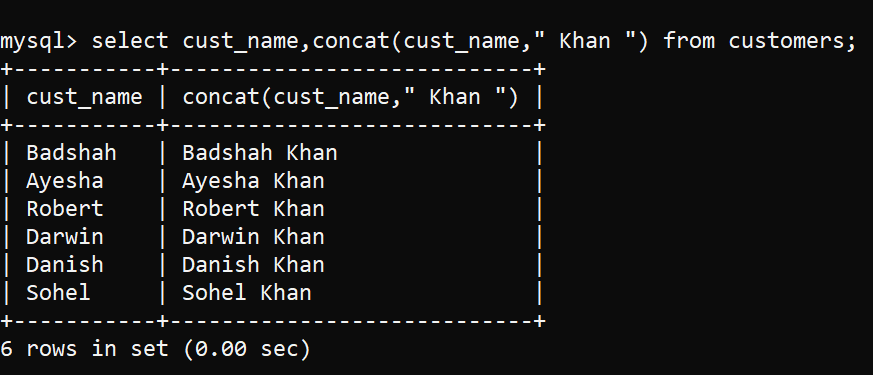 mysql> select cust_name,concat(cust_name," Khan ") from customers;
+-----------+----------------------------+
| cust_name | concat(cust_name," Khan ") |
+-----------+----------------------------+
| Badshah   | Badshah Khan               |
| Ayesha    | Ayesha Khan                |
| Robert    | Robert Khan                |
| Darwin    | Darwin Khan                |
| Danish    | Danish Khan                |
| Sohel     | Sohel Khan                 |
+-----------+----------------------------+
6 rows in set (0.00 sec)